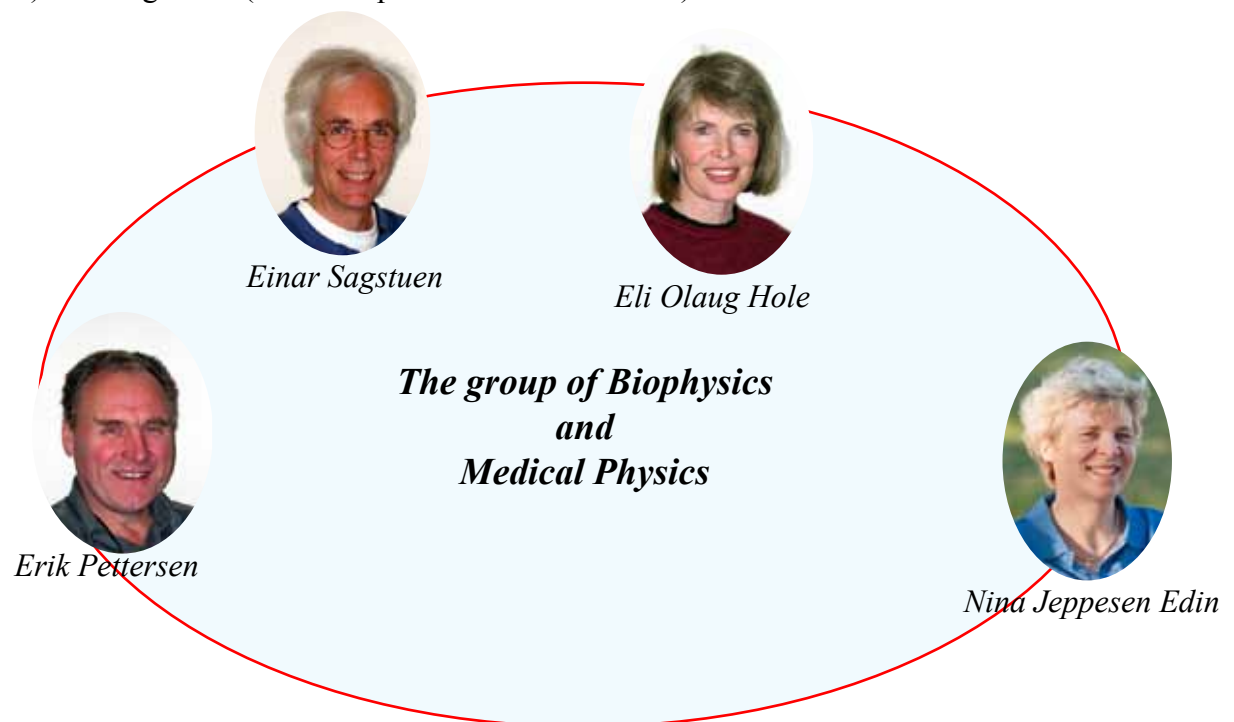 Einar Sagstuen
Eli Olaug Hole
The group of Biophysics
and
Medical Physics
Erik Pettersen
Nina Jeppesen Edin